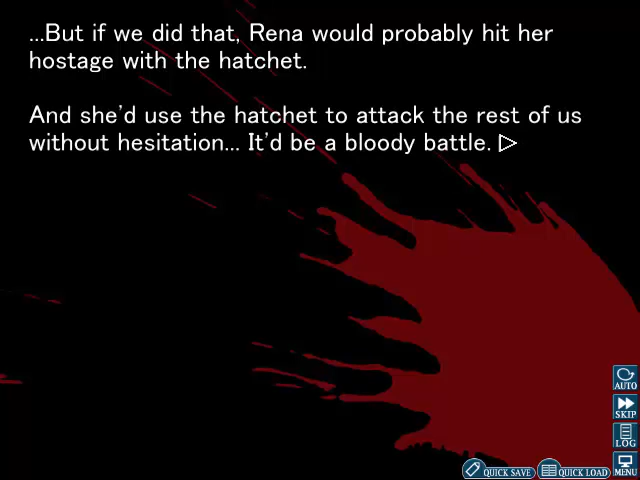 ...But if we did that, Rena would probably hit her
hostage with the hatchet.
And she'd use the hatchet to attack the rest of us
without hesitation... It'd be a bloody battle.
AUTO
SKIP
LOG
MENU
QUICK SAVE
QUICK LOAD